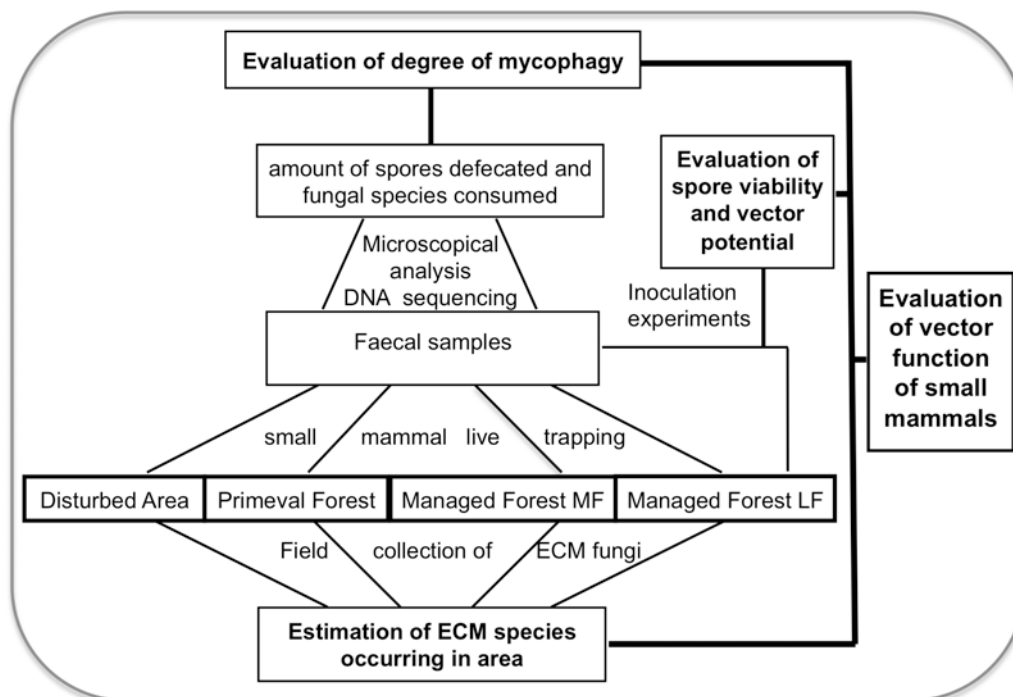 Evaluation of degree of mycophagy
amount of spores defecated and
fungal species consumed
Evaluation of
spore viability
and vector
potential
Microscopical
analysis
DNA sequencing
Inoculation
experiments
Evaluation
of vector
function
of small
mammals
Faecal samples
small mammal live trapping
Disturbed Area
Primeval Forest
Managed Forest MF
Managed Forest LF
Field collection of ECM fungi
Estimation of ECM species
occurring in area